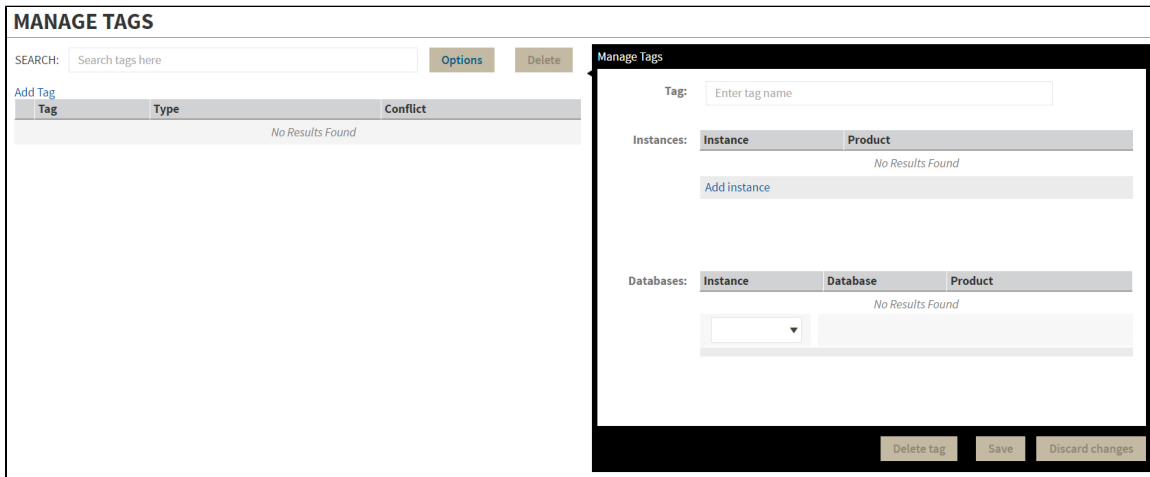 MANAGE TAGS
SEARCH: Search tags here Options Delete
Add Tag
Tag Type Conflict
No Results Found
Manage Tags
Tag: Enter tag name
Instances: Instance Product
No Results Found
Add instance
Databases: Instance Database Product
No Results Found
Delete tag Save Discard changes